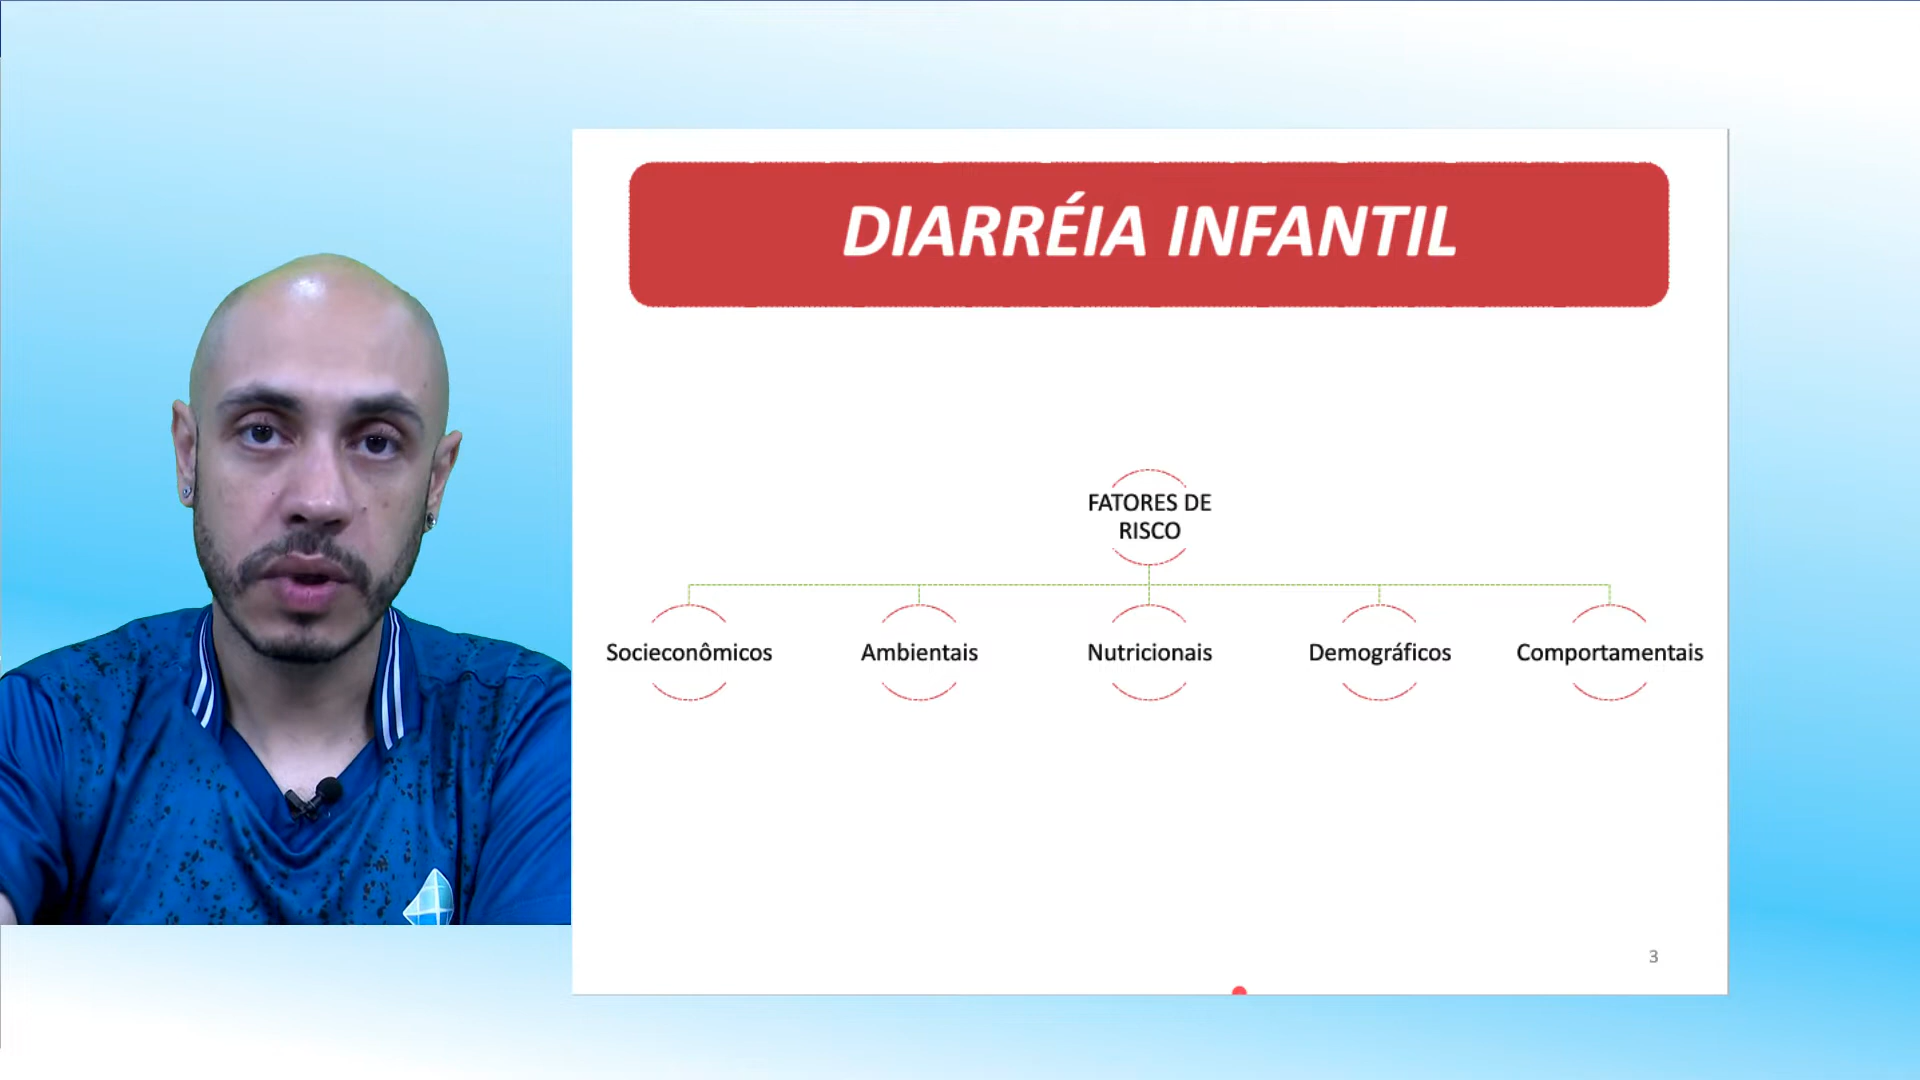 DIARRÉIA INFANTIL
FATORES DE
RISCO
Socieconômicos
Ambientais
Nutricionais
Demográficos
Comportamentais
3